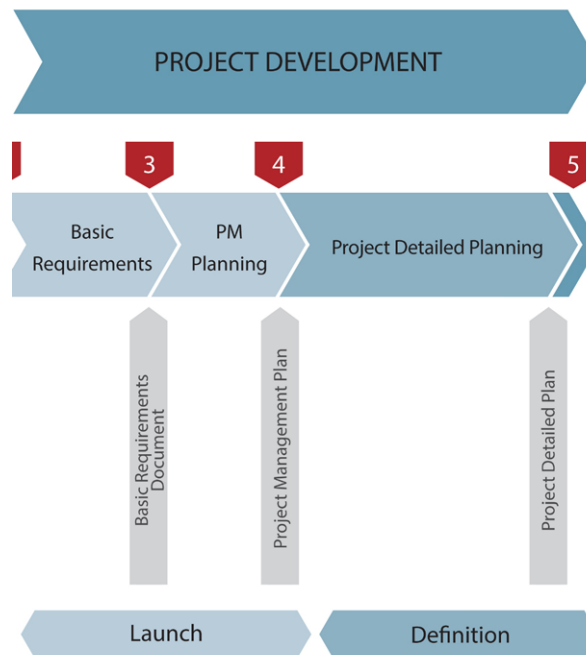 PROJECT DEVELOPMENT
3
4
5
Basic
Requirements
PM
Planning
Project Detailed Planning
Basic Requirements
Document
Project Management Plan
Project Detailed Plan
Launch
Definition